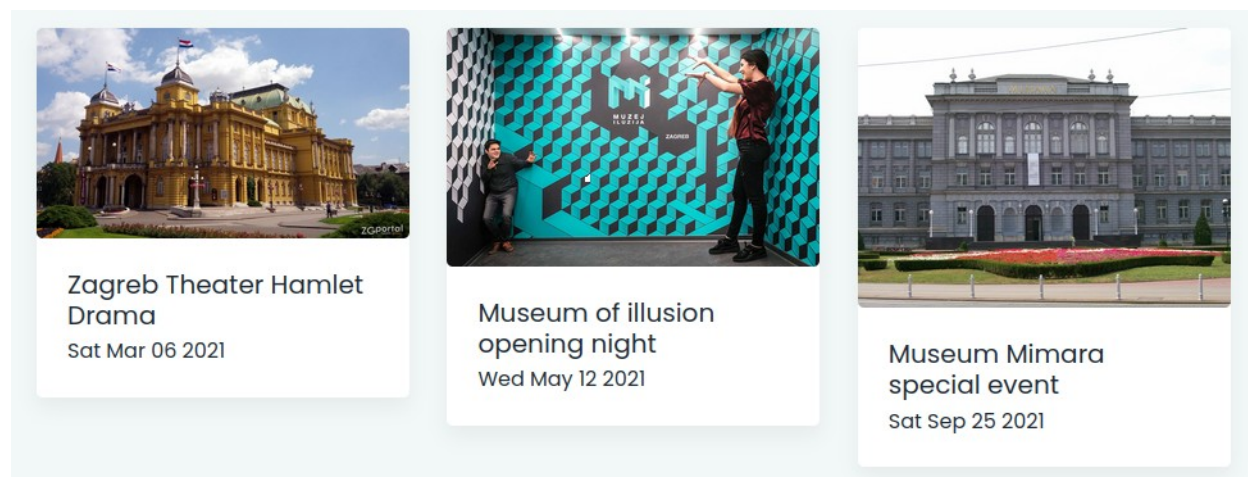 ZGportal
Zagreb Theater Hamlet
Drama
Sat Mar 06 2021
MUZEJ
ILUZIJA
ZAGREB
Museum of illusion
opening night
Wed May 12 2021
Museum Mimara
special event
Sat Sep 25 2021